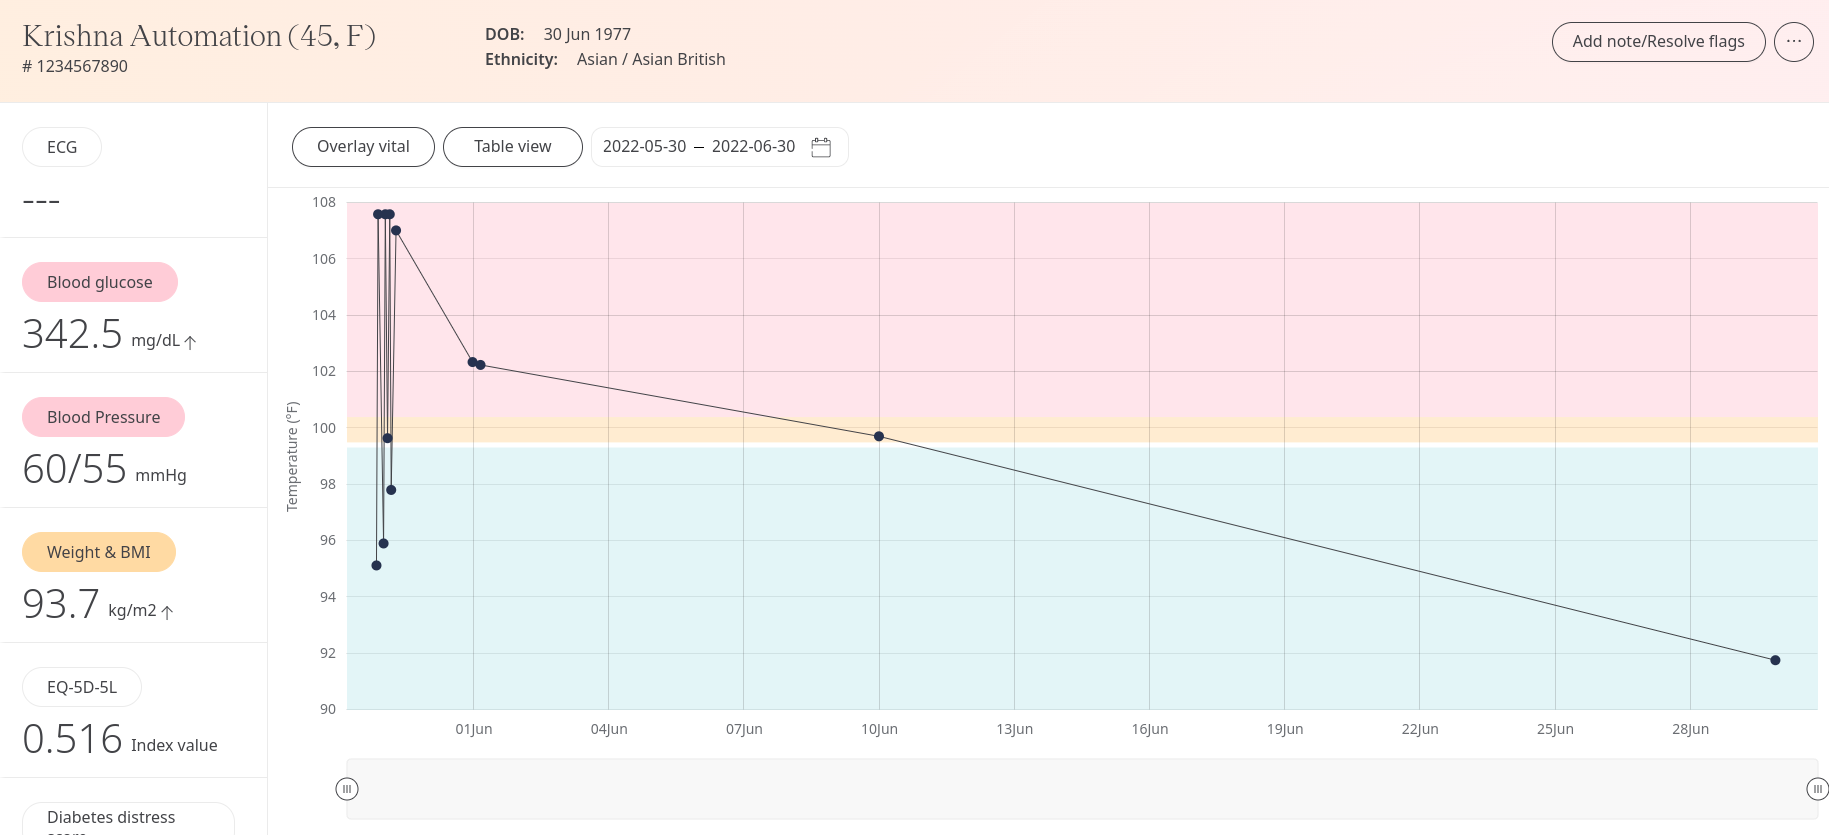 Krishna Automation (45, F)
# 1234567890
DOB: 30 Jun 1977
Ethnicity: Asian / Asian British
Add note/Resolve flags
...
ECG
---
Blood glucose
342.5 mg/dL ↑
Blood Pressure
60/55 mmHg
Weight & BMI
93.7 kg/m2 ↑
EQ-5D-5L
0.516 Index value
Diabetes distress
Overlay vital
Table view
2022-05-30 – 2022-06-30
Temperature (°F)
108
106
104
102
100
98
96
94
92
90
01Jun 04Jun 07Jun 10Jun 13Jun 16Jun 19Jun 22Jun 25Jun 28Jun